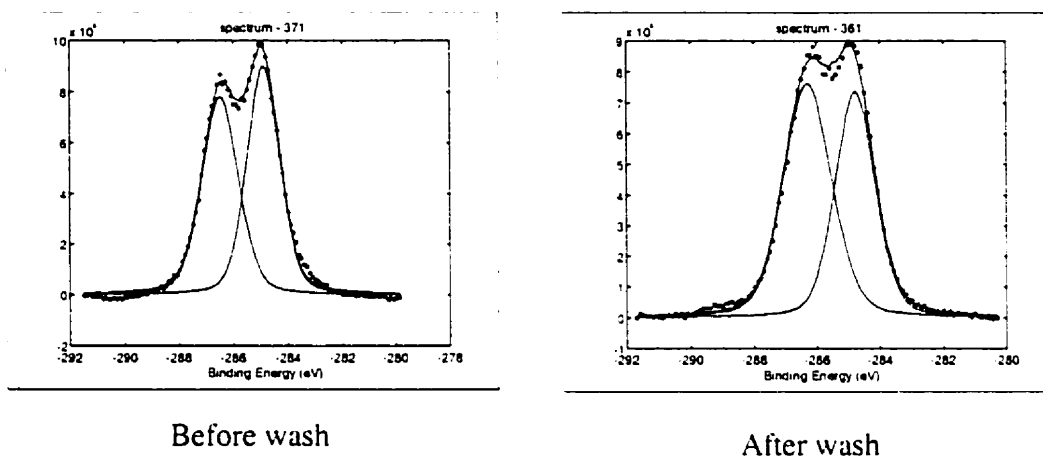 spectrum - 371
10 x 10⁴
8
6
4
2
0
-2
-292 -290 -288 -286 -284 -282 -280 -278
Binding Energy (eV)
Before wash
spectrum - 361
9
8
7
6
5
4
3
2
1
0
-1
-292 -290 -288 -286 -284 -282 -280
Binding Energy (eV)
After wash